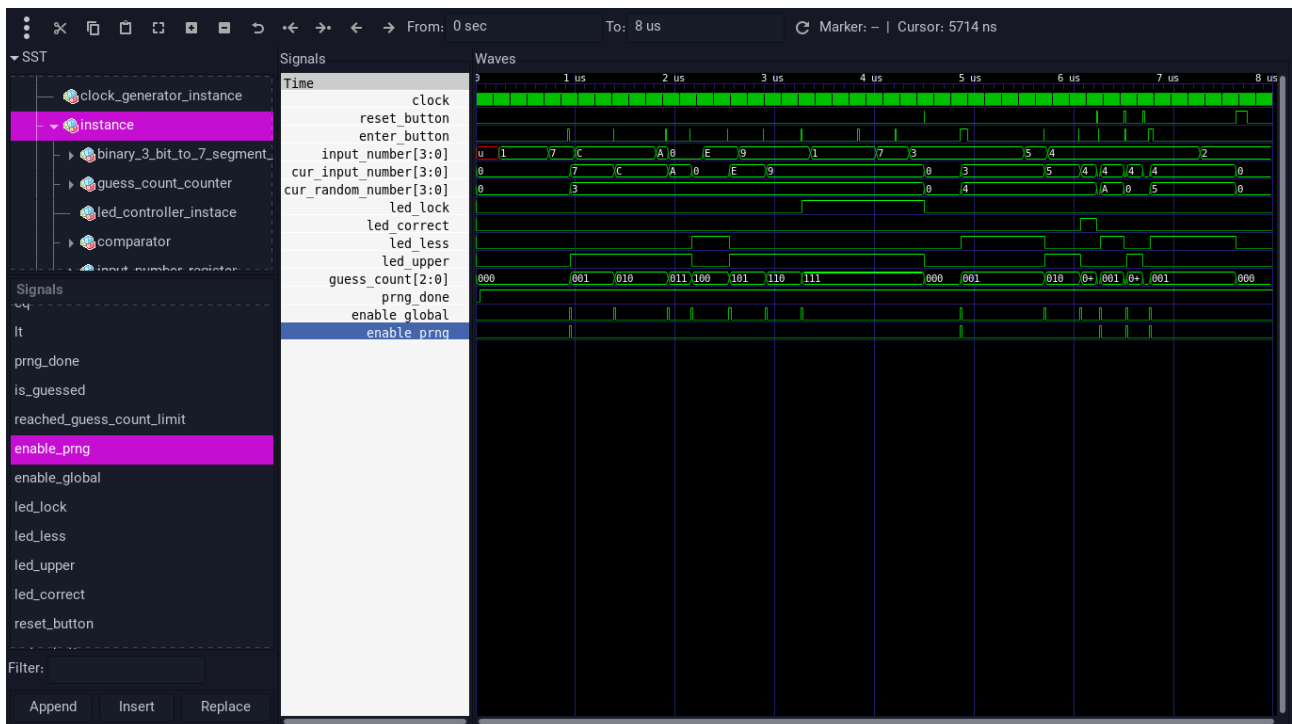 From: 0 sec To: 8 us Marker: -- | Cursor: 5714 ns
SST
clock_generator_instance
instance
binary_3_bit_to_7_segment_
guess_count_counter
led_controller_instace
comparator
input_number_register
Signals
lt
prng_done
is_guessed
reached_guess_count_limit
enable_prng
enable_global
led_lock
led_less
led_upper
led_correct
reset_button
Filter:
Append Insert Replace
Signals
Time
clock
reset_button
enter_button
input_number[3:0]
cur_input_number[3:0]
cur_random_number[3:0]
led_lock
led_correct
led_less
led_upper
guess_count[2:0]
prng_done
enable_global
enable_prng
Waves
0 1 us 2 us 3 us 4 us 5 us 6 us 7 us 8 us
u 1 7 C A 0 E 9 1 7 3 5 4 2
0 7 C A 0 E 9 0 3 5 4 4 4 4 0
0 3 0 4 A 0 5 0
000 001 010 011 100 101 110 111 000 001 010 0+ 001 0+ 001 000